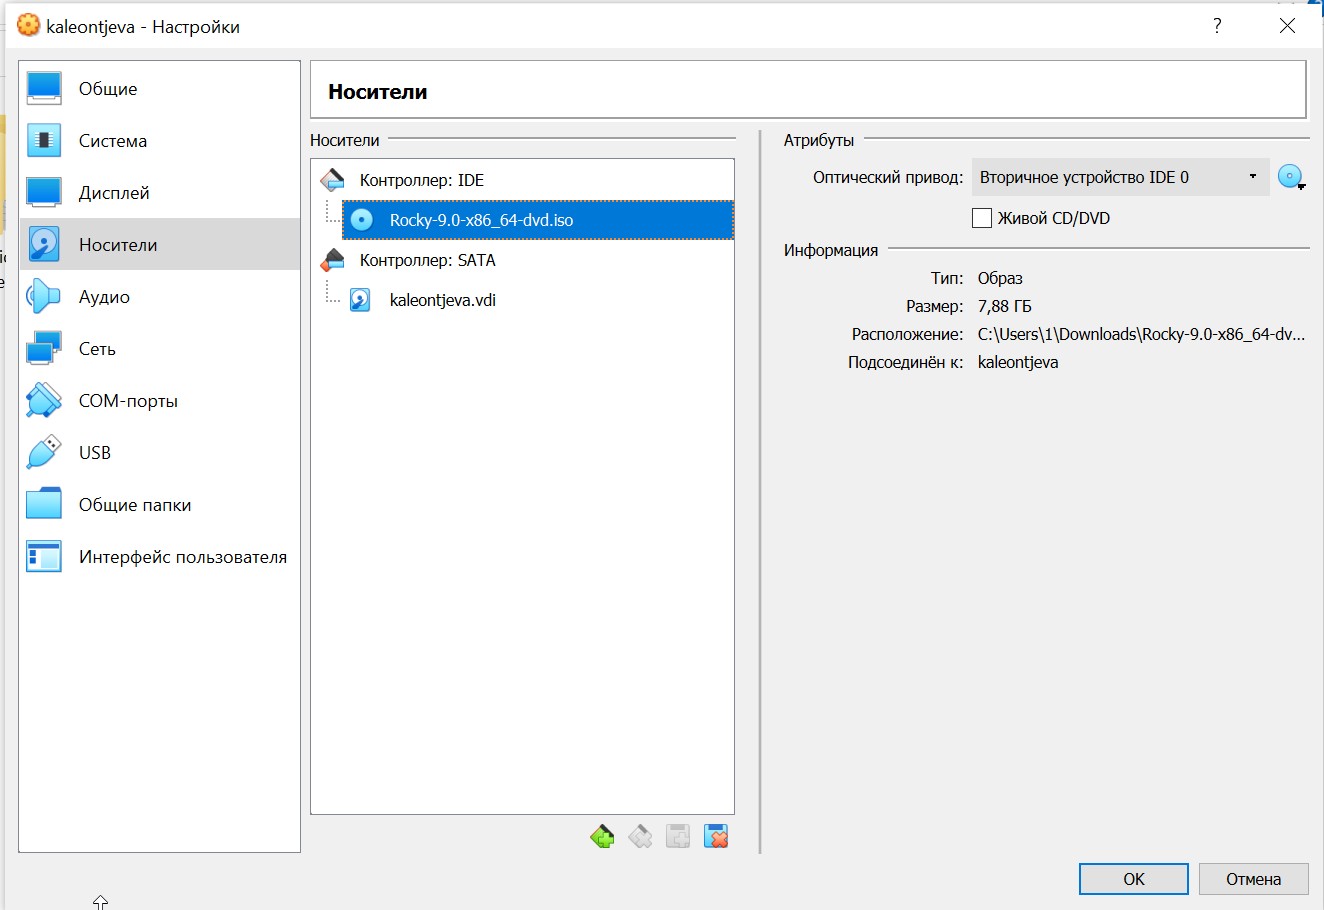 kaleontjeva - Настройки
?
Общие
Система
Дисплей
Носители
Аудио
Сеть
COM-порты
USB
Общие папки
Интерфейс пользователя
Носители
Носители
Контроллер: IDE
Rocky-9.0-x86_64-dvd.iso
Контроллер: SATA
kaleontjeva.vdi
Атрибуты
Оптический привод: Вторичное устройство IDE 0
Живой CD/DVD
Информация
Тип: Образ
Размер: 7,88 ГБ
Расположение: C:\Users\1\Downloads\Rocky-9.0-x86_64-dv...
Подсоединён к: kaleontjeva
OK
Отмена